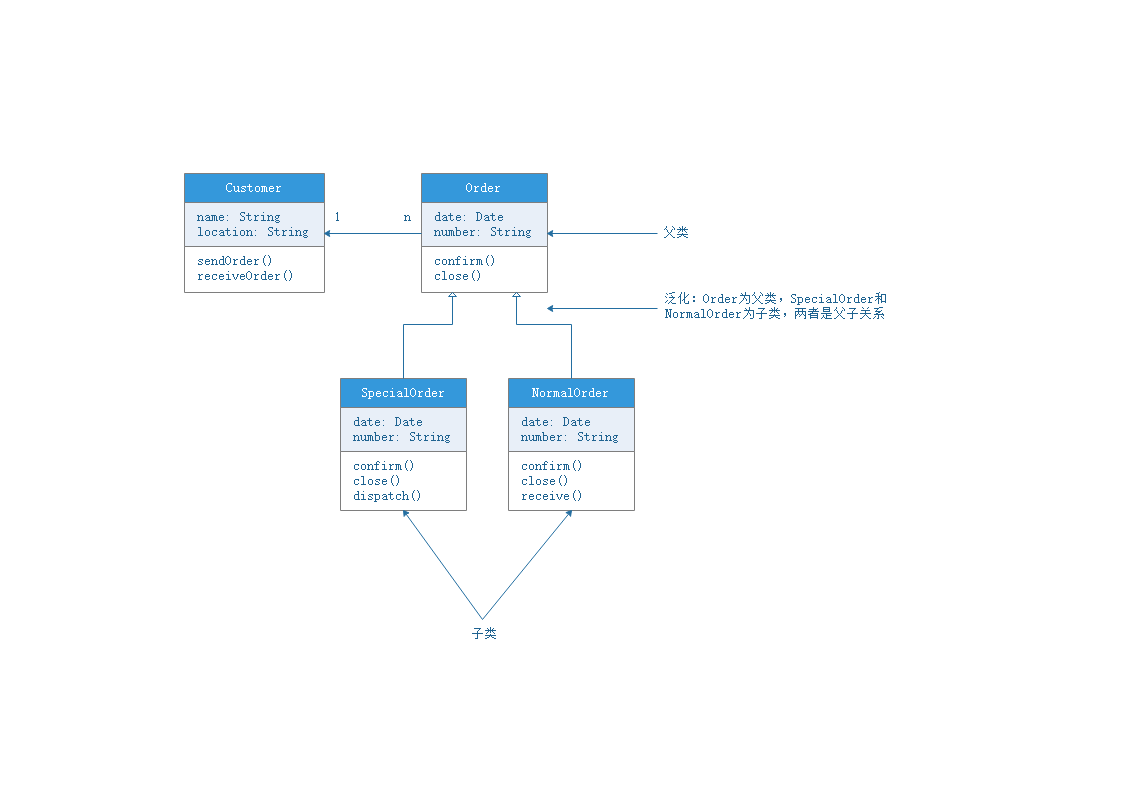 Customer
name: String
location: String
sendOrder()
receiveOrder()
1
n
Order
date: Date
number: String
confirm()
close()
父类
泛化：Order为父类，SpecialOrder和
NormalOrder为子类，两者是父子关系
SpecialOrder
date: Date
number: String
confirm()
close()
dispatch()
NormalOrder
date: Date
number: String
confirm()
close()
receive()
子类